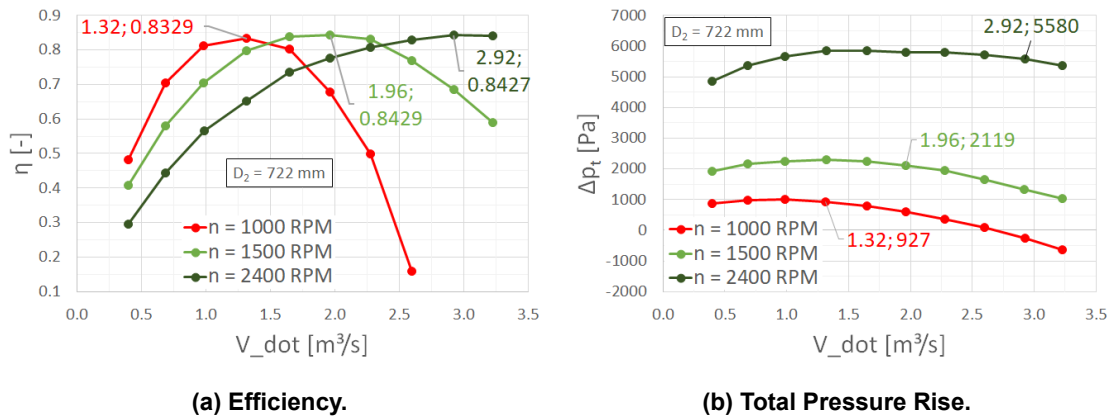 1.32; 0.8329
0.9
0.8
0.7
0.6
0.5
0.4
0.3
0.2
0.1
η [-]
D₂ = 722 mm
1.96;
0.8429
2.92;
0.8427
n = 1000 RPM
n = 1500 RPM
n = 2400 RPM
0.0 0.5 1.0 1.5 2.0 2.5 3.0 3.5
V_dot [m³/s]
(a) Efficiency.
7000
6000
5000
4000
3000
2000
1000
0
-1000
-2000
Δpₜ [Pa]
D₂ = 722 mm
2.92; 5580
1.96; 2119
1.32; 927
n = 1000 RPM
n = 1500 RPM
n = 2400 RPM
0.0 0.5 1.0 1.5 2.0 2.5 3.0 3.5
V_dot [m³/s]
(b) Total Pressure Rise.